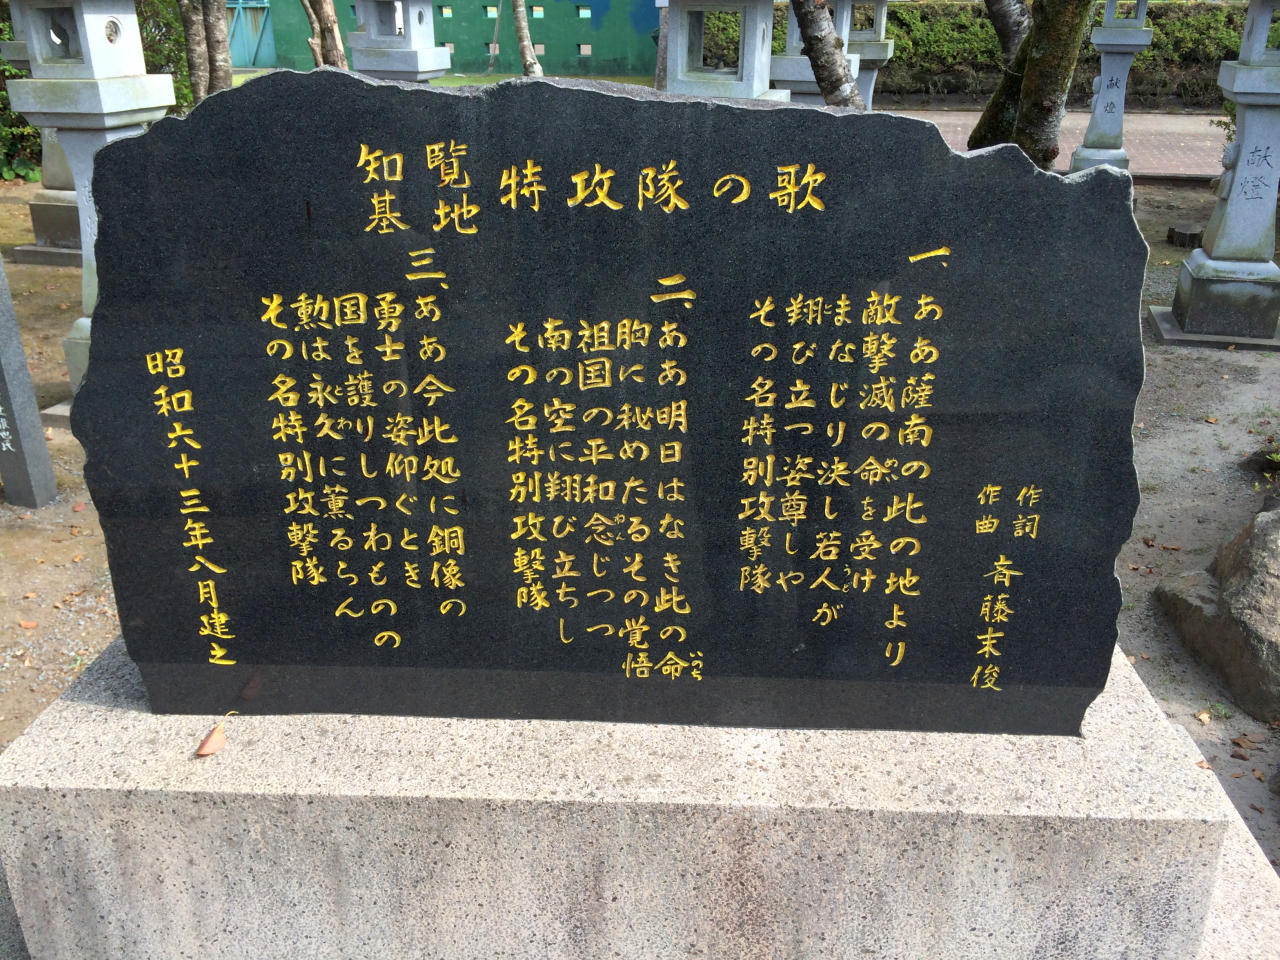 知覧
基地
特攻隊の歌
作詞
作曲 斉藤末俊
一、ああ薩南の此の地より
敵撃滅の命を受け
まなじり決し若人が
翔び立つ姿尊しや
その名特別攻撃隊
二、ああ明日はなき此の命
胸に秘めたるその覚悟
祖国の平和念じつつ
南の空に翔び立ちし
その名特別攻撃隊
三、ああ今此処に銅像の
勇士の姿仰ぐとき
国を護りしつわものの
勲は永久に薫るらん
その名特別攻撃隊
昭和六十三年八月建之
献燈
献燈